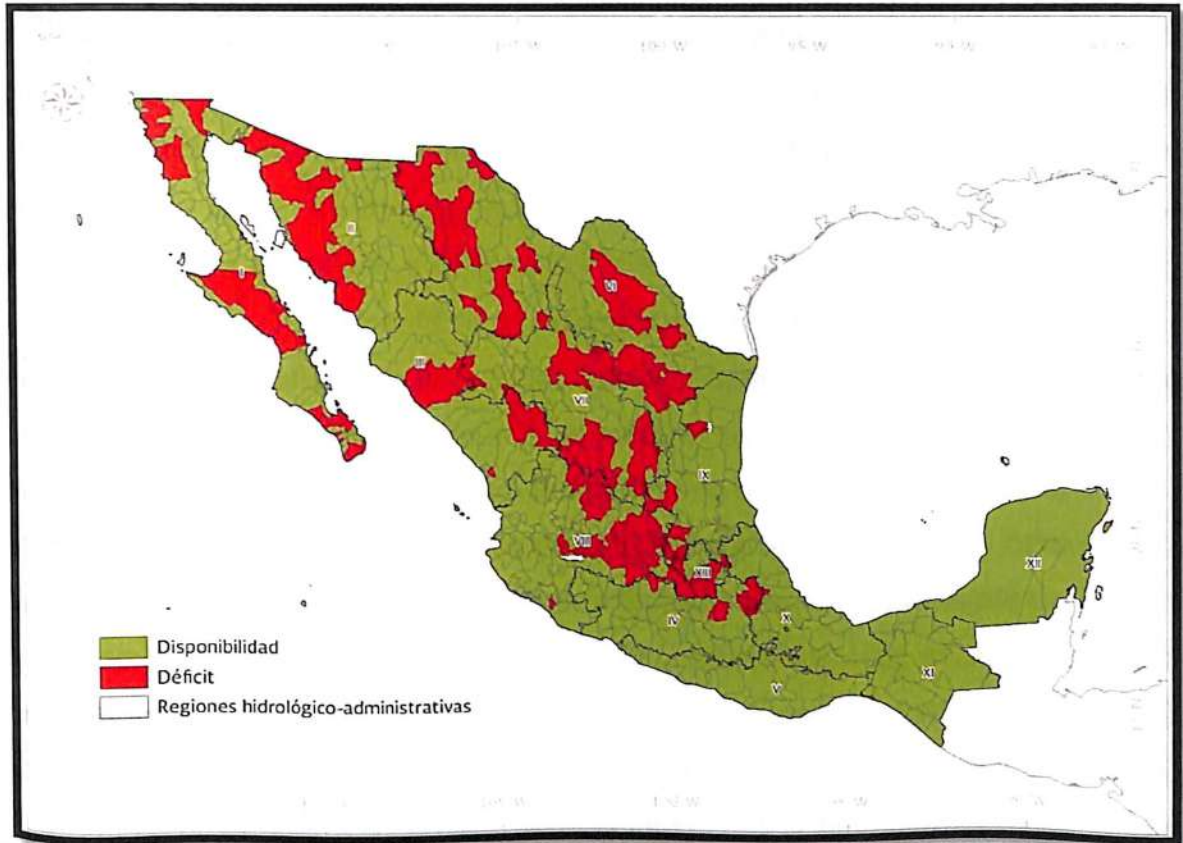 I
II
III
VI
VII
IX
VIII
XIII
IV
X
V
XI
XII
Disponibilidad
Déficit
Regiones hidrológico-administrativas